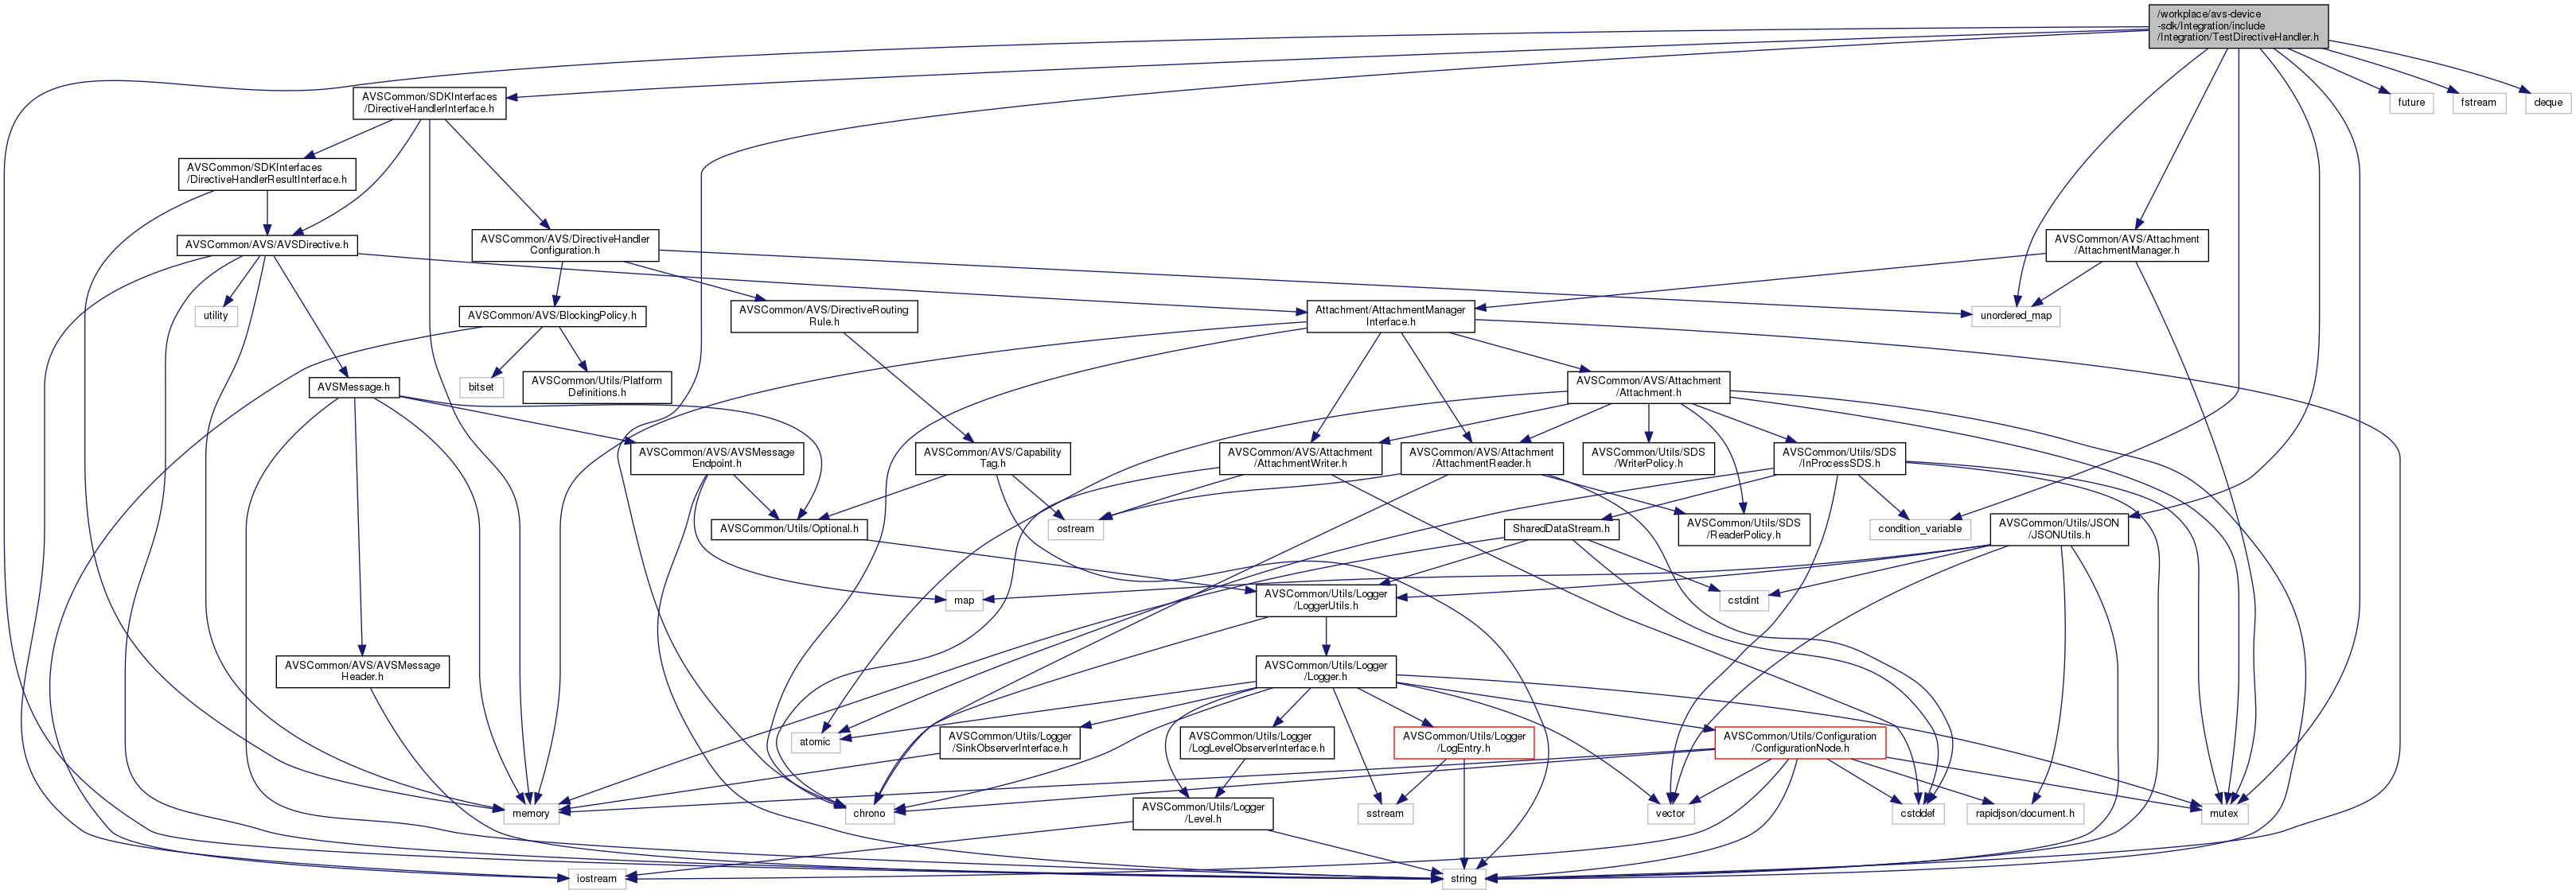 /workplace/avs-device
-sdk/Integration/include
/Integration/TestDirectiveHandler.h
AVSCommon/SDKInterfaces
/DirectiveHandlerInterface.h
future
fstream
deque
AVSCommon/SDKInterfaces
/DirectiveHandlerResultInterface.h
AVSCommon/AVS/AVSDirective.h
AVSCommon/AVS/DirectiveHandler
Configuration.h
AVSCommon/AVS/Attachment
/AttachmentManager.h
utility
AVSCommon/AVS/BlockingPolicy.h
AVSCommon/AVS/DirectiveRouting
Rule.h
Attachment/AttachmentManager
Interface.h
unordered_map
AVSMessage.h
bitset
AVSCommon/Utils/Platform
Definitions.h
AVSCommon/AVS/Attachment
/Attachment.h
AVSCommon/AVS/AVSMessage
Endpoint.h
AVSCommon/AVS/Capability
Tag.h
AVSCommon/AVS/Attachment
/AttachmentWriter.h
AVSCommon/AVS/Attachment
/AttachmentReader.h
AVSCommon/Utils/SDS
/WriterPolicy.h
AVSCommon/Utils/SDS
/InProcessSDS.h
AVSCommon/Utils/Optional.h
ostream
SharedDataStream.h
AVSCommon/Utils/SDS
/ReaderPolicy.h
condition_variable
AVSCommon/Utils/JSON
/JSONUtils.h
map
AVSCommon/Utils/Logger
/LoggerUtils.h
cstdint
AVSCommon/AVS/AVSMessage
Header.h
AVSCommon/Utils/Logger
/Logger.h
atomic
AVSCommon/Utils/Logger
/SinkObserverInterface.h
AVSCommon/Utils/Logger
/LogLevelObserverInterface.h
AVSCommon/Utils/Logger
/LogEntry.h
AVSCommon/Utils/Configuration
/ConfigurationNode.h
memory
chrono
AVSCommon/Utils/Logger
/Level.h
sstream
vector
cstddef
rapidjson/document.h
mutex
iostream
string